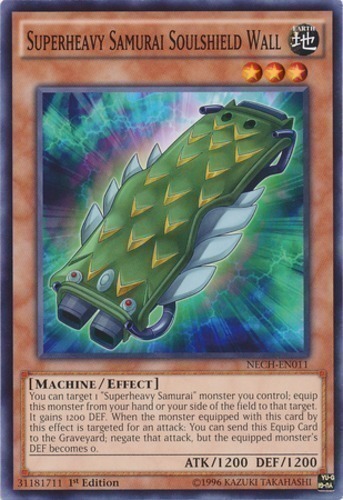 SUPERHEAVY SAMURAI SOULSHIELD WALL
EARTH
地
NECH-EN011
[MACHINE/EFFECT]
You can target 1 "Superheavy Samurai" monster you control; equip
this monster from your hand or your side of the field to that target.
It gains 1200 DEF. When the monster equipped with this card by
this effect is targeted for an attack: You can send this Equip Card
to the Graveyard; negate that attack, but the equipped monster's
DEF becomes 0.
ATK/1200 DEF/1200
31181711 1st Edition ©1996 KAZUKI TAKAHASHI